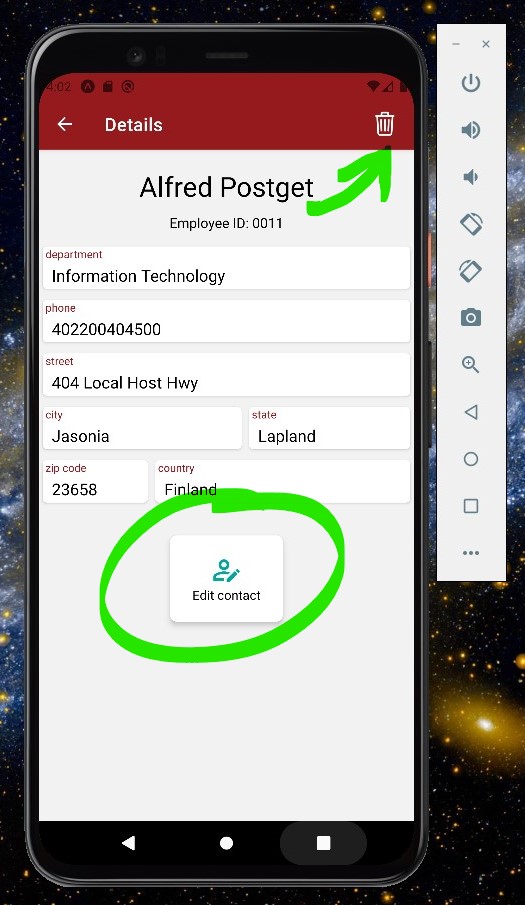 4:02
Details
Alfred Postget
Employee ID: 0011
department
Information Technology
phone
402200404500
street
404 Local Host Hwy
city
state
Jasonia
Lapland
zip code
country
23658
Finland
Edit contact